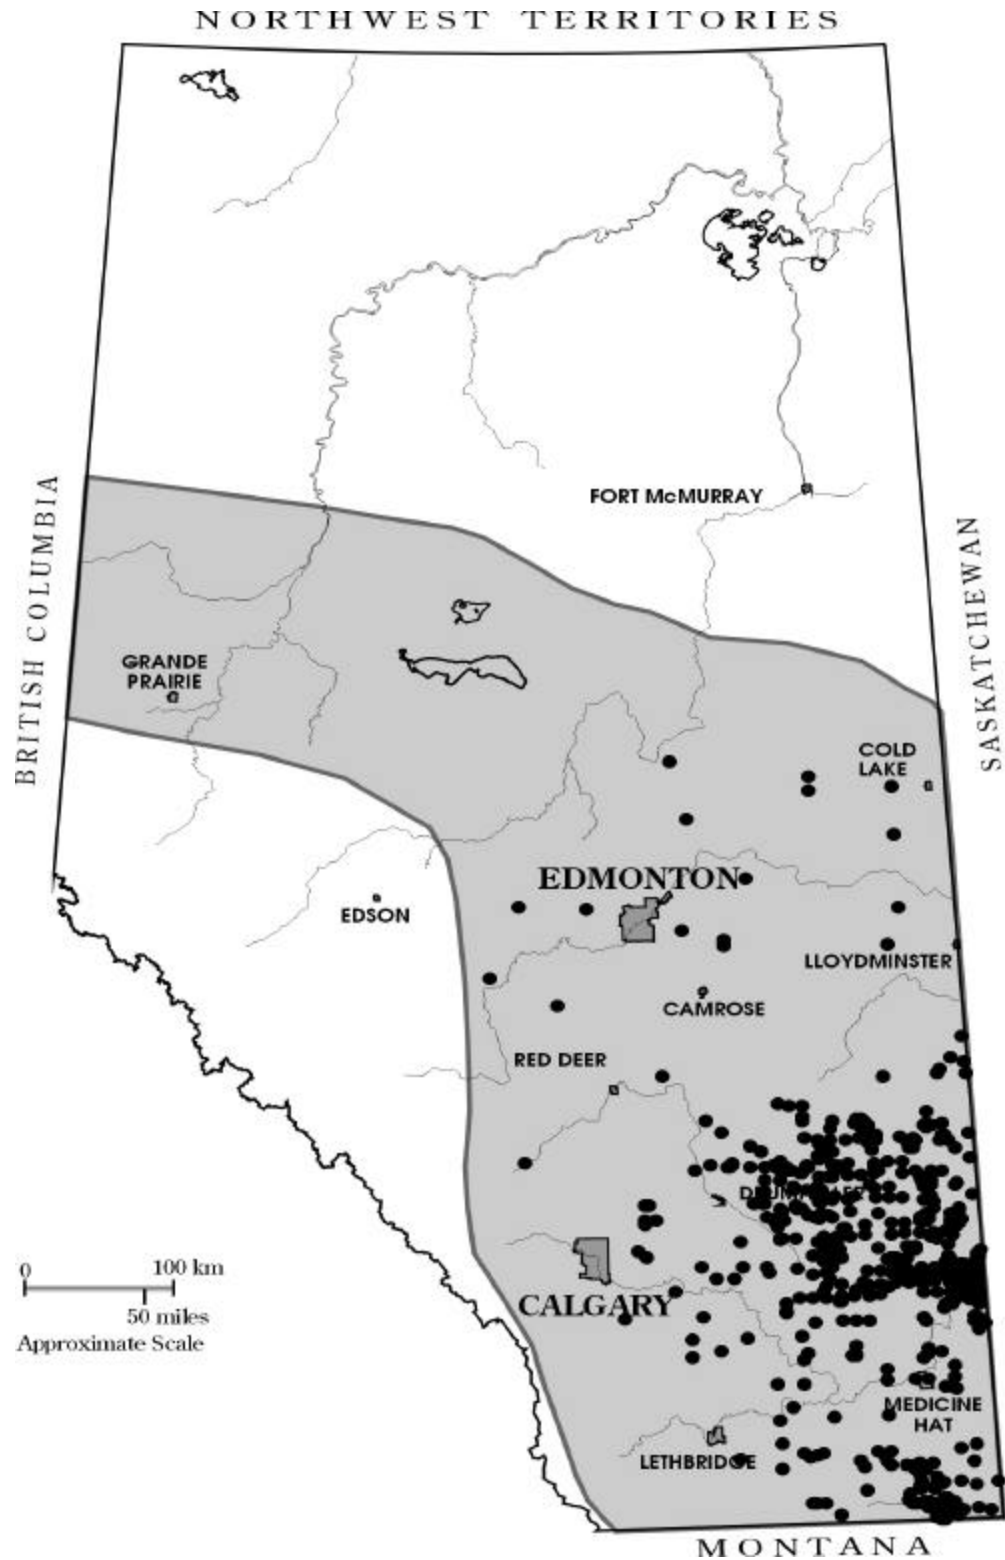 NORTHWEST TERRITORIES
BRITISH COLUMBIA
FORT McMURRAY
SASKATCHEWAN
GRANDE
PRAIRIE
COLD
LAKE
EDMONTON
EDSON
LLOYDMINSTER
CAMROSE
RED DEER
DRUMHELLER
0 100 km
50 miles
Approximate Scale
CALGARY
MEDICINE
HAT
LETHBRIDGE
MONTANA